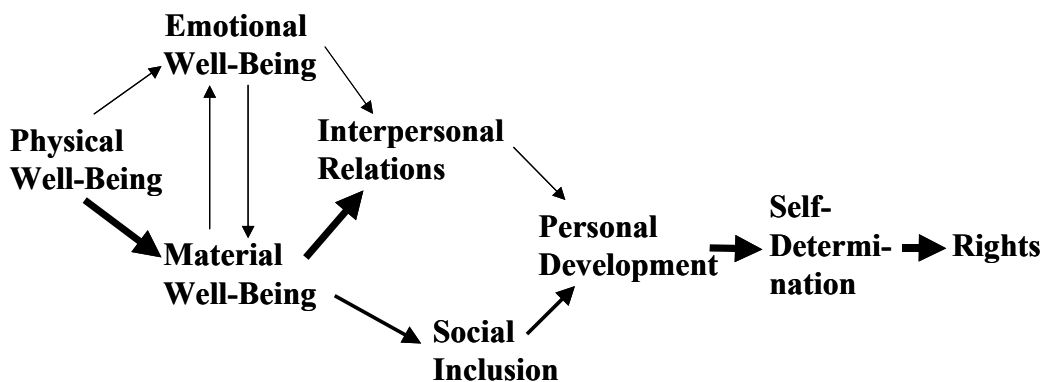 Emotional
Well-Being
Physical
Well-Being
Interpersonal
Relations
Material
Well-Being
Social
Inclusion
Personal
Development
Self-
Determi-
nation
Rights